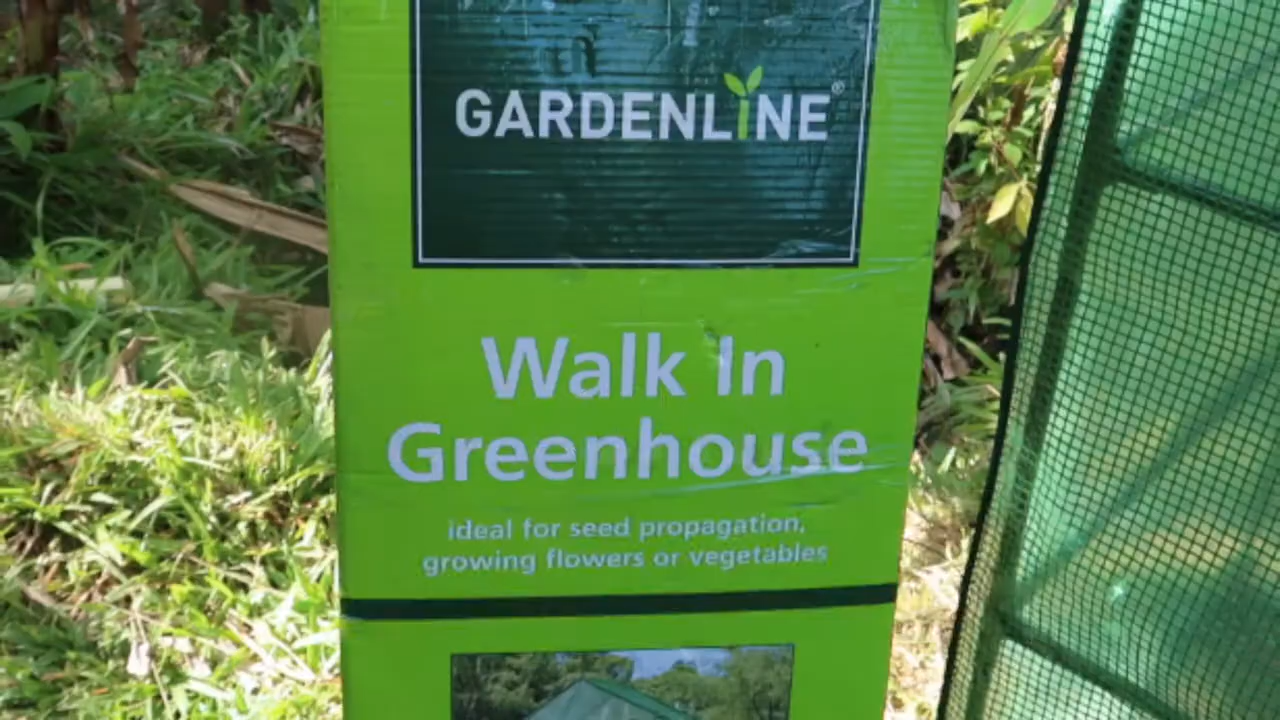 GARDENLINE®
Walk In
Greenhouse
ideal for seed propagation,
growing flowers or vegetables